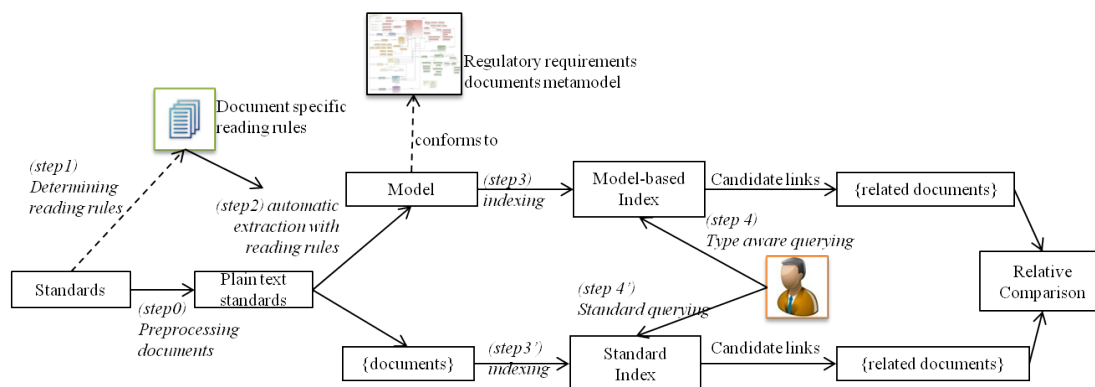 Regulatory requirements
documents metamodel
Document specific
reading rules
conforms to
(step1)
Determining
reading rules
(step2) automatic
extraction with
reading rules
Model
(step3)
indexing
Model-based
Index
Candidate links
{related documents}
(step 4)
Type aware querying
Standards
(step0)
Preprocessing
documents
Plain text
standards
(step 4’)
Standard querying
Relative
Comparison
{documents}
(step3’)
indexing
Standard
Index
Candidate links
{related documents}